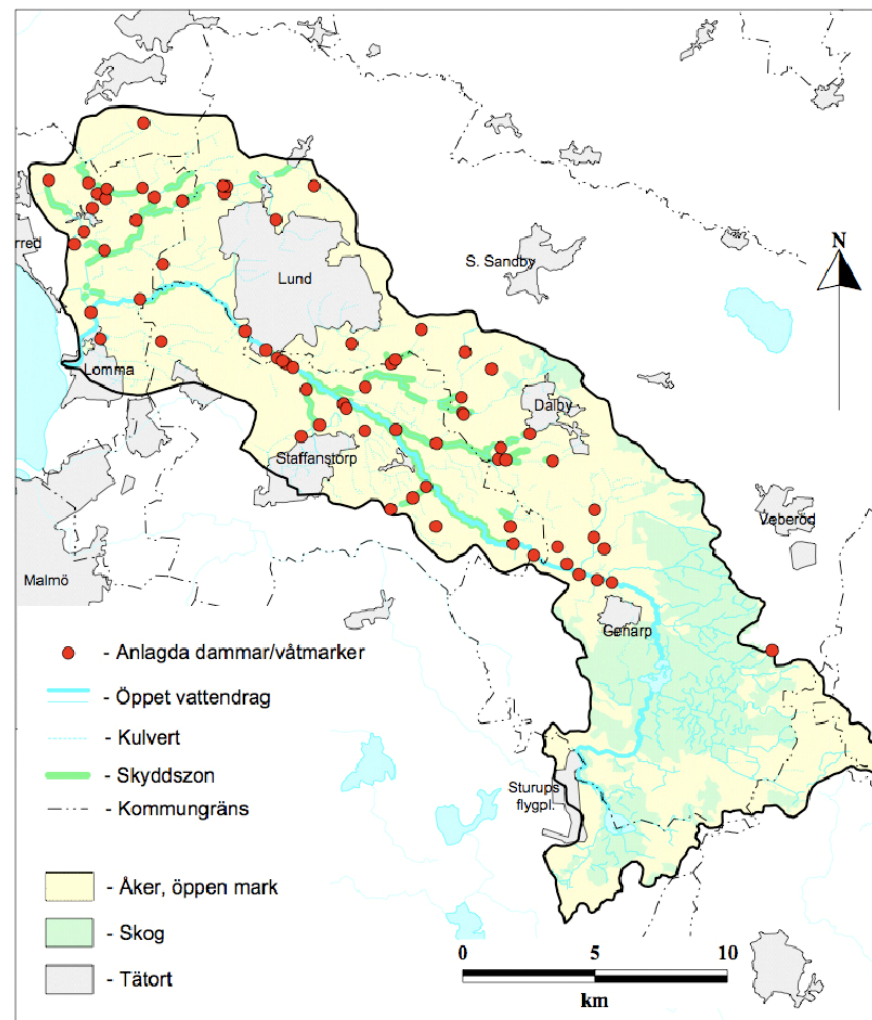 N
S. Sandby
rred
Lund
Lomma
Dalby
Staffanstorp
Veberöd
Malmö
Genarp
Sturups
flygpl.
- Anlagda dammar/våtmarker
- Öppet vattendrag
- Kulvert
- Skyddszon
- Kommungräns
- Åker, öppen mark
- Skog
- Tätort
0 5 10
km